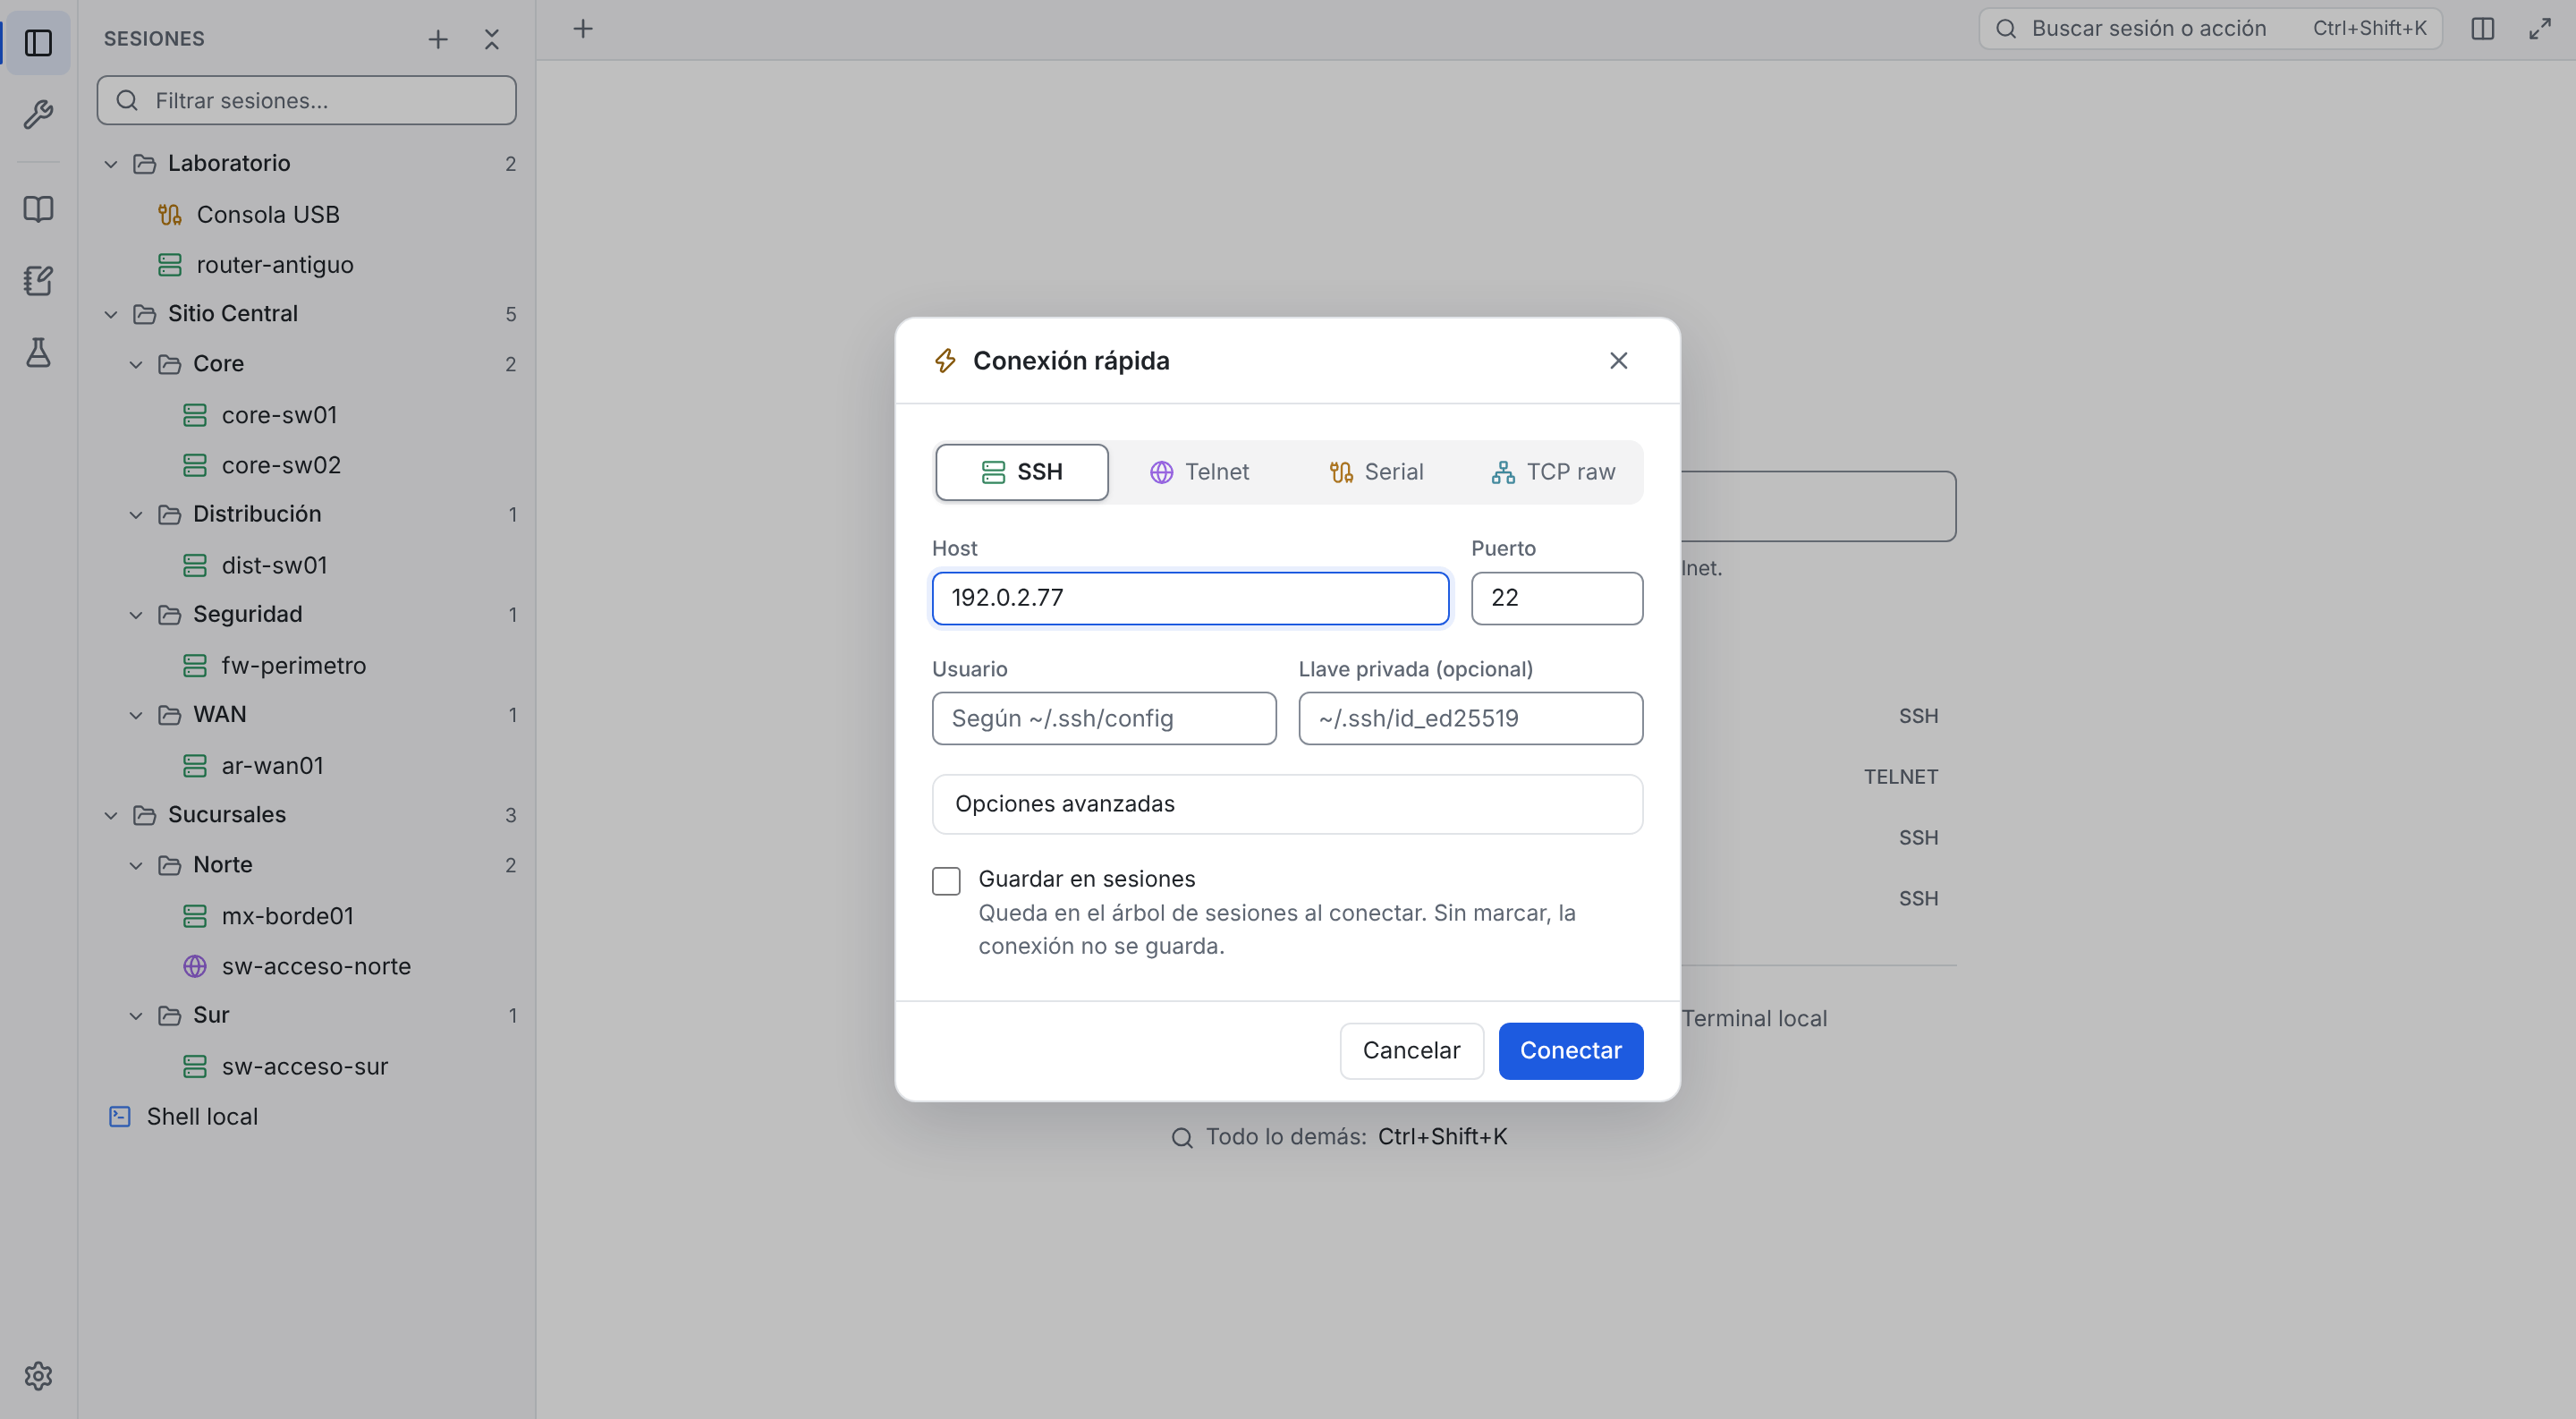 SESIONES
Buscar sesión o acción Ctrl+Shift+K
Filtrar sesiones...
Laboratorio 2
Consola USB
router-antiguo
Sitio Central 5
Core 2
core-sw01
core-sw02
Distribución 1
dist-sw01
Seguridad 1
fw-perimetro
WAN 1
ar-wan01
Sucursales 3
Norte 2
mx-borde01
sw-acceso-norte
Sur 1
sw-acceso-sur
Shell local
Conexión rápida
SSH Telnet Serial TCP raw
Host Puerto
192.0.2.77 22
Usuario Llave privada (opcional)
Según ~/.ssh/config ~/.ssh/id_ed25519
Opciones avanzadas
Guardar en sesiones
Queda en el árbol de sesiones al conectar. Sin marcar, la
conexión no se guarda.
Cancelar Conectar
lnet.
SSH
TELNET
SSH
SSH
Terminal local
Todo lo demás: Ctrl+Shift+K